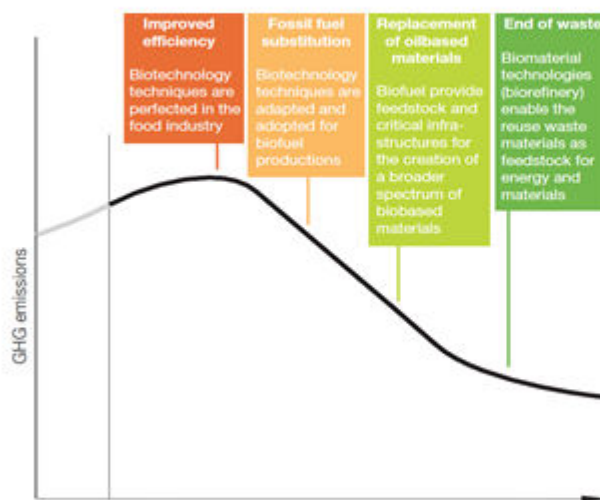 Improved
efficiency
Biotechnology
techniques are
perfected in the
food industry
Fossil fuel
substitution
Biotechnology
techniques are
adapted and
adopted for
biofuel
productions
Replacement
of oilbased
materials
Biofuel provide
feedstock and
critical infra-
structures for
the creation of
a broader
spectrum of
biobased
materials
End of waste
Biomaterial
technologies
(biorefinery)
enable the
reuse waste
materials as
feedstock for
energy and
materials
GHG emissions